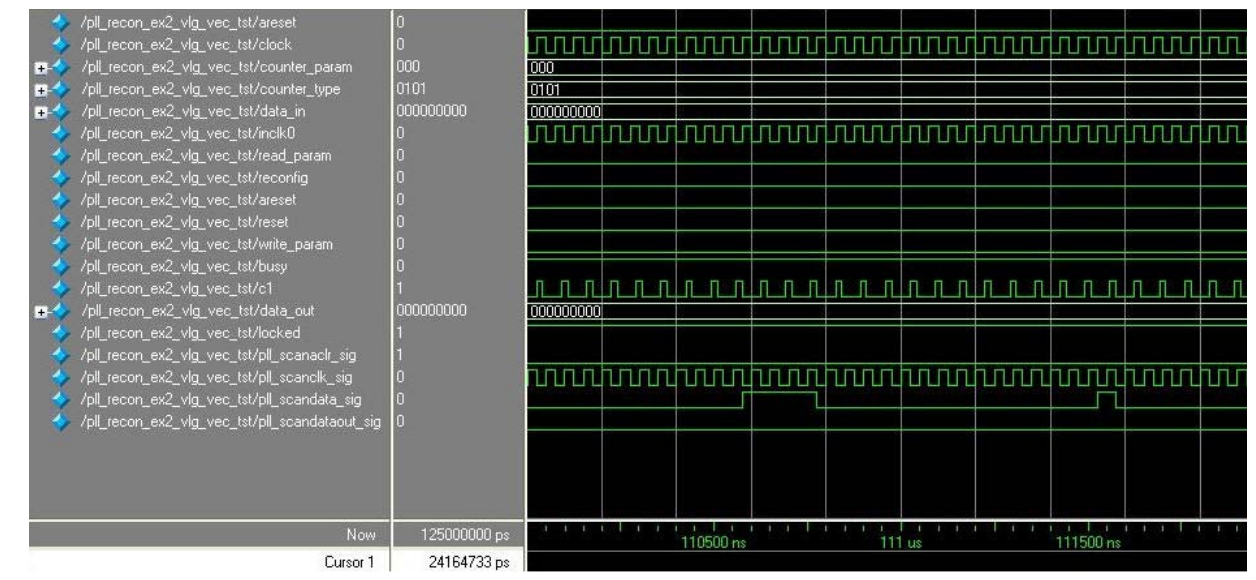 /pll_recon_ex2_vlg_vec_tst/areset 0
/pll_recon_ex2_vlg_vec_tst/clock 0
/pll_recon_ex2_vlg_vec_tst/counter_param 000 000
/pll_recon_ex2_vlg_vec_tst/counter_type 0101 0101
/pll_recon_ex2_vlg_vec_tst/data_in 000000000 000000000
/pll_recon_ex2_vlg_vec_tst/inclk0 0
/pll_recon_ex2_vlg_vec_tst/read_param 0
/pll_recon_ex2_vlg_vec_tst/reconfig 0
/pll_recon_ex2_vlg_vec_tst/areset 0
/pll_recon_ex2_vlg_vec_tst/reset 0
/pll_recon_ex2_vlg_vec_tst/write_param 0
/pll_recon_ex2_vlg_vec_tst/busy 0
/pll_recon_ex2_vlg_vec_tst/c1 1
/pll_recon_ex2_vlg_vec_tst/data_out 000000000 000000000
/pll_recon_ex2_vlg_vec_tst/locked 1
/pll_recon_ex2_vlg_vec_tst/pll_scanaclr_sig 1
/pll_recon_ex2_vlg_vec_tst/pll_scanclk_sig 0
/pll_recon_ex2_vlg_vec_tst/pll_scandata_sig 0
/pll_recon_ex2_vlg_vec_tst/pll_scandataout_sig 0
Now 125000000 ps 110500 ns 111 us 111500 ns
Cursor 1 24164733 ps